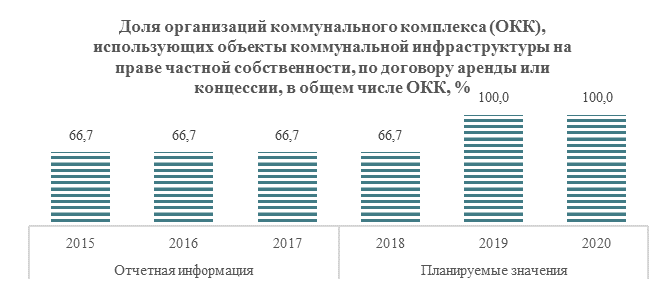 Доля организаций коммунального комплекса (ОКК),
использующих объекты коммунальной инфраструктуры на
праве частной собственности, по договору аренды или
концессии, в общем числе ОКК, %
66,7 66,7 66,7 66,7 100,0 100,0
2015 2016 2017 2018 2019 2020
Отчетная информация Планируемые значения